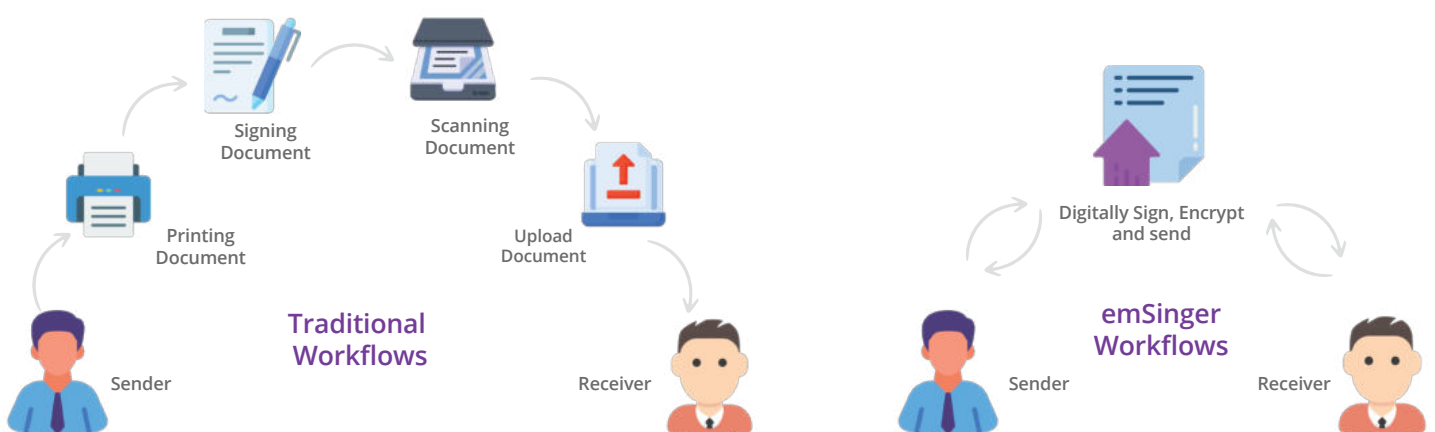 Signing
Document
Scanning
Document
Printing
Document
Upload
Document
Traditional
Workflows
Sender
Receiver
Digitally Sign, Encrypt
and send
emSinger
Workflows
Sender
Receiver